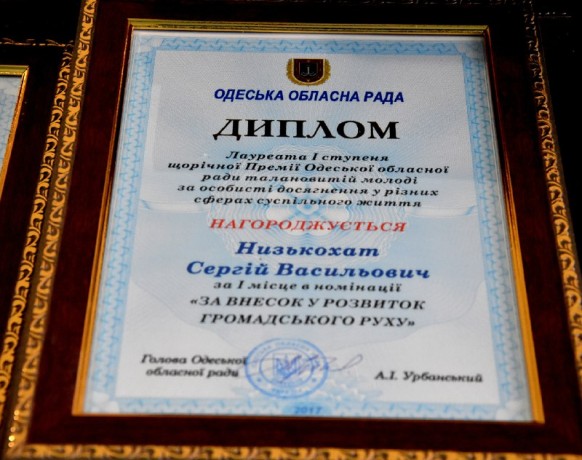 ОДЕСЬКА ОБЛАСНА РАДА
ДИПЛОМ
Лауреата І ступеня
щорічної Премії Одеської обласної
ради талановитій молоді
за особисті досягнення у різних
сферах суспільного життя
НАГОРОДЖУЄТЬСЯ
Низькохат
Сергій Васильович
за І місце в номінації
«ЗА ВНЕСОК У РОЗВИТОК
ГРОМАДСЬКОГО РУХУ»
Голова Одеської
обласної ради
А.І. Урбанський
2017